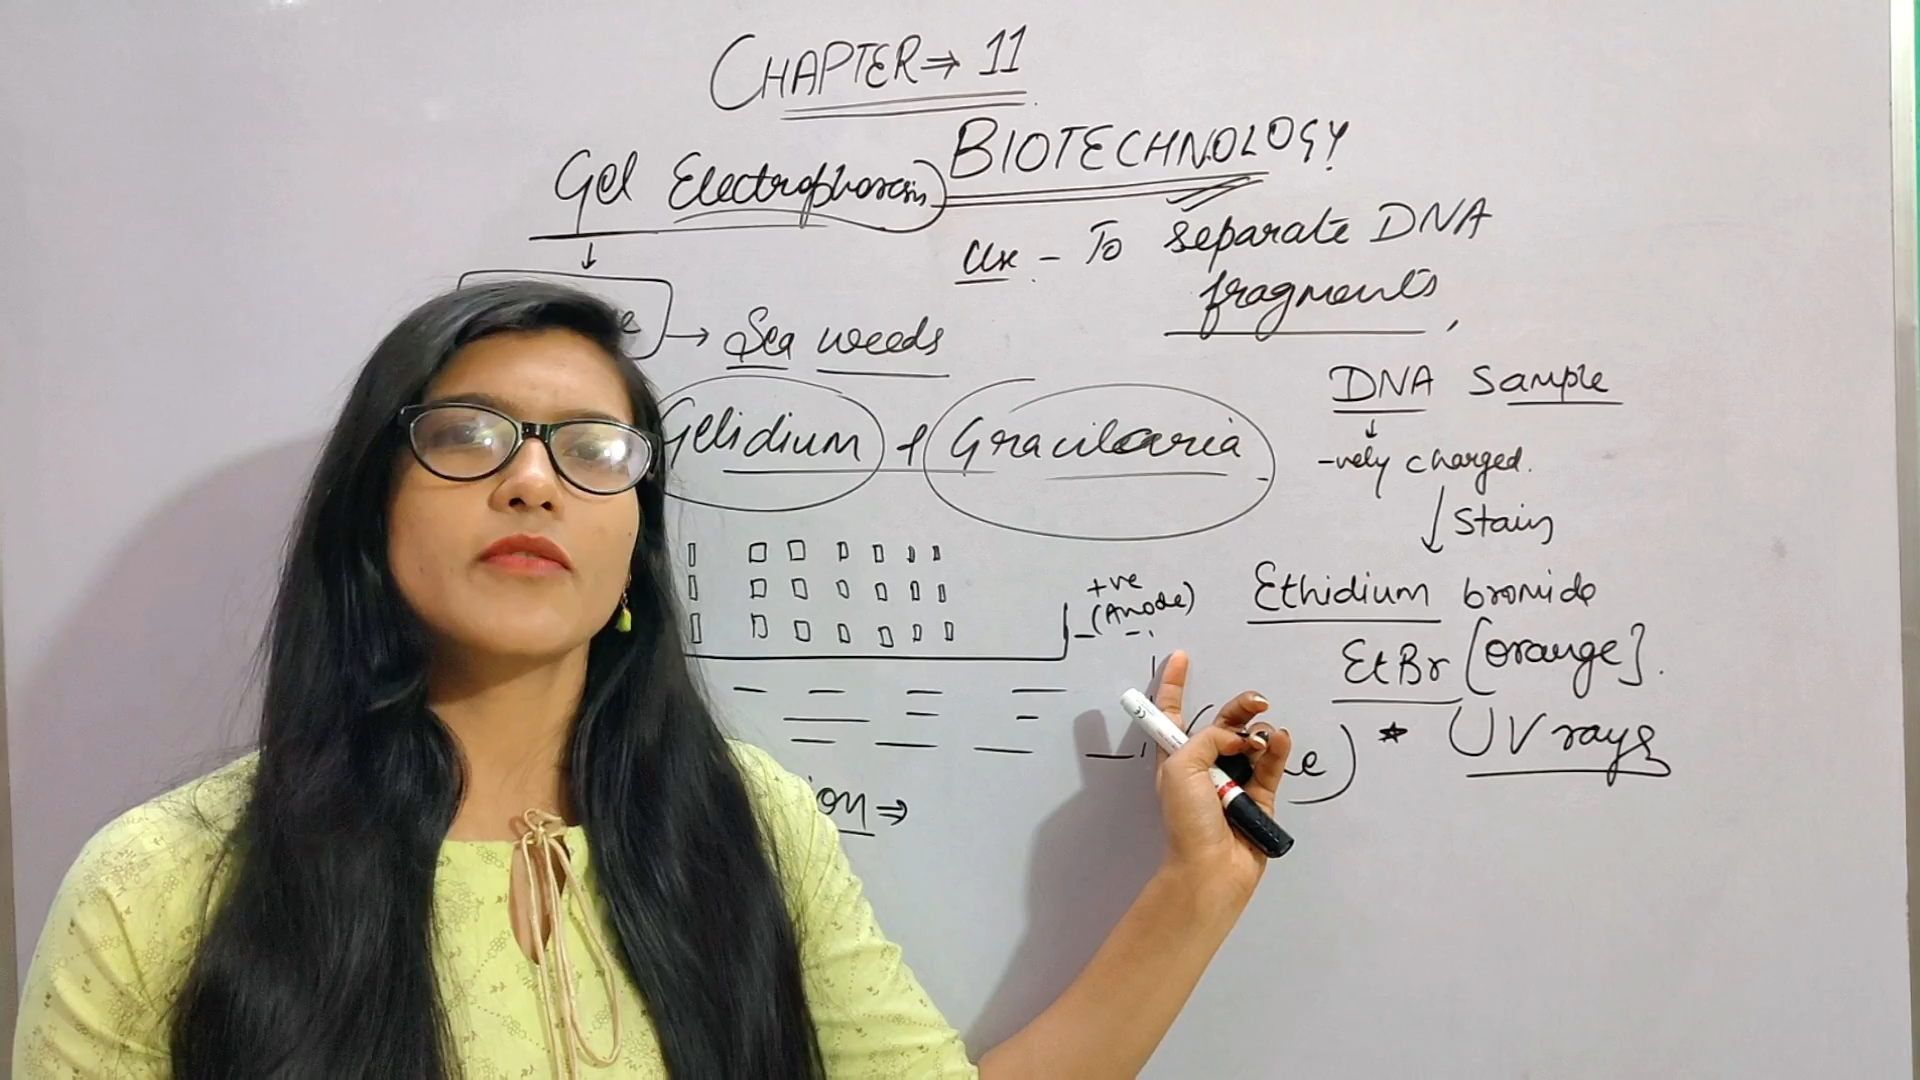 CHAPTER ⇒ 11
BIOTECHNOLOGY
Gel Electrophoresis
Use - To separate DNA
fragments,
→ Sea weeds
Gelidium & Gracilaria
DNA Sample
-vely charged.
Stain
Ethidium bromide
EtBr [orange].
* UV rays
+ve
(Anode)